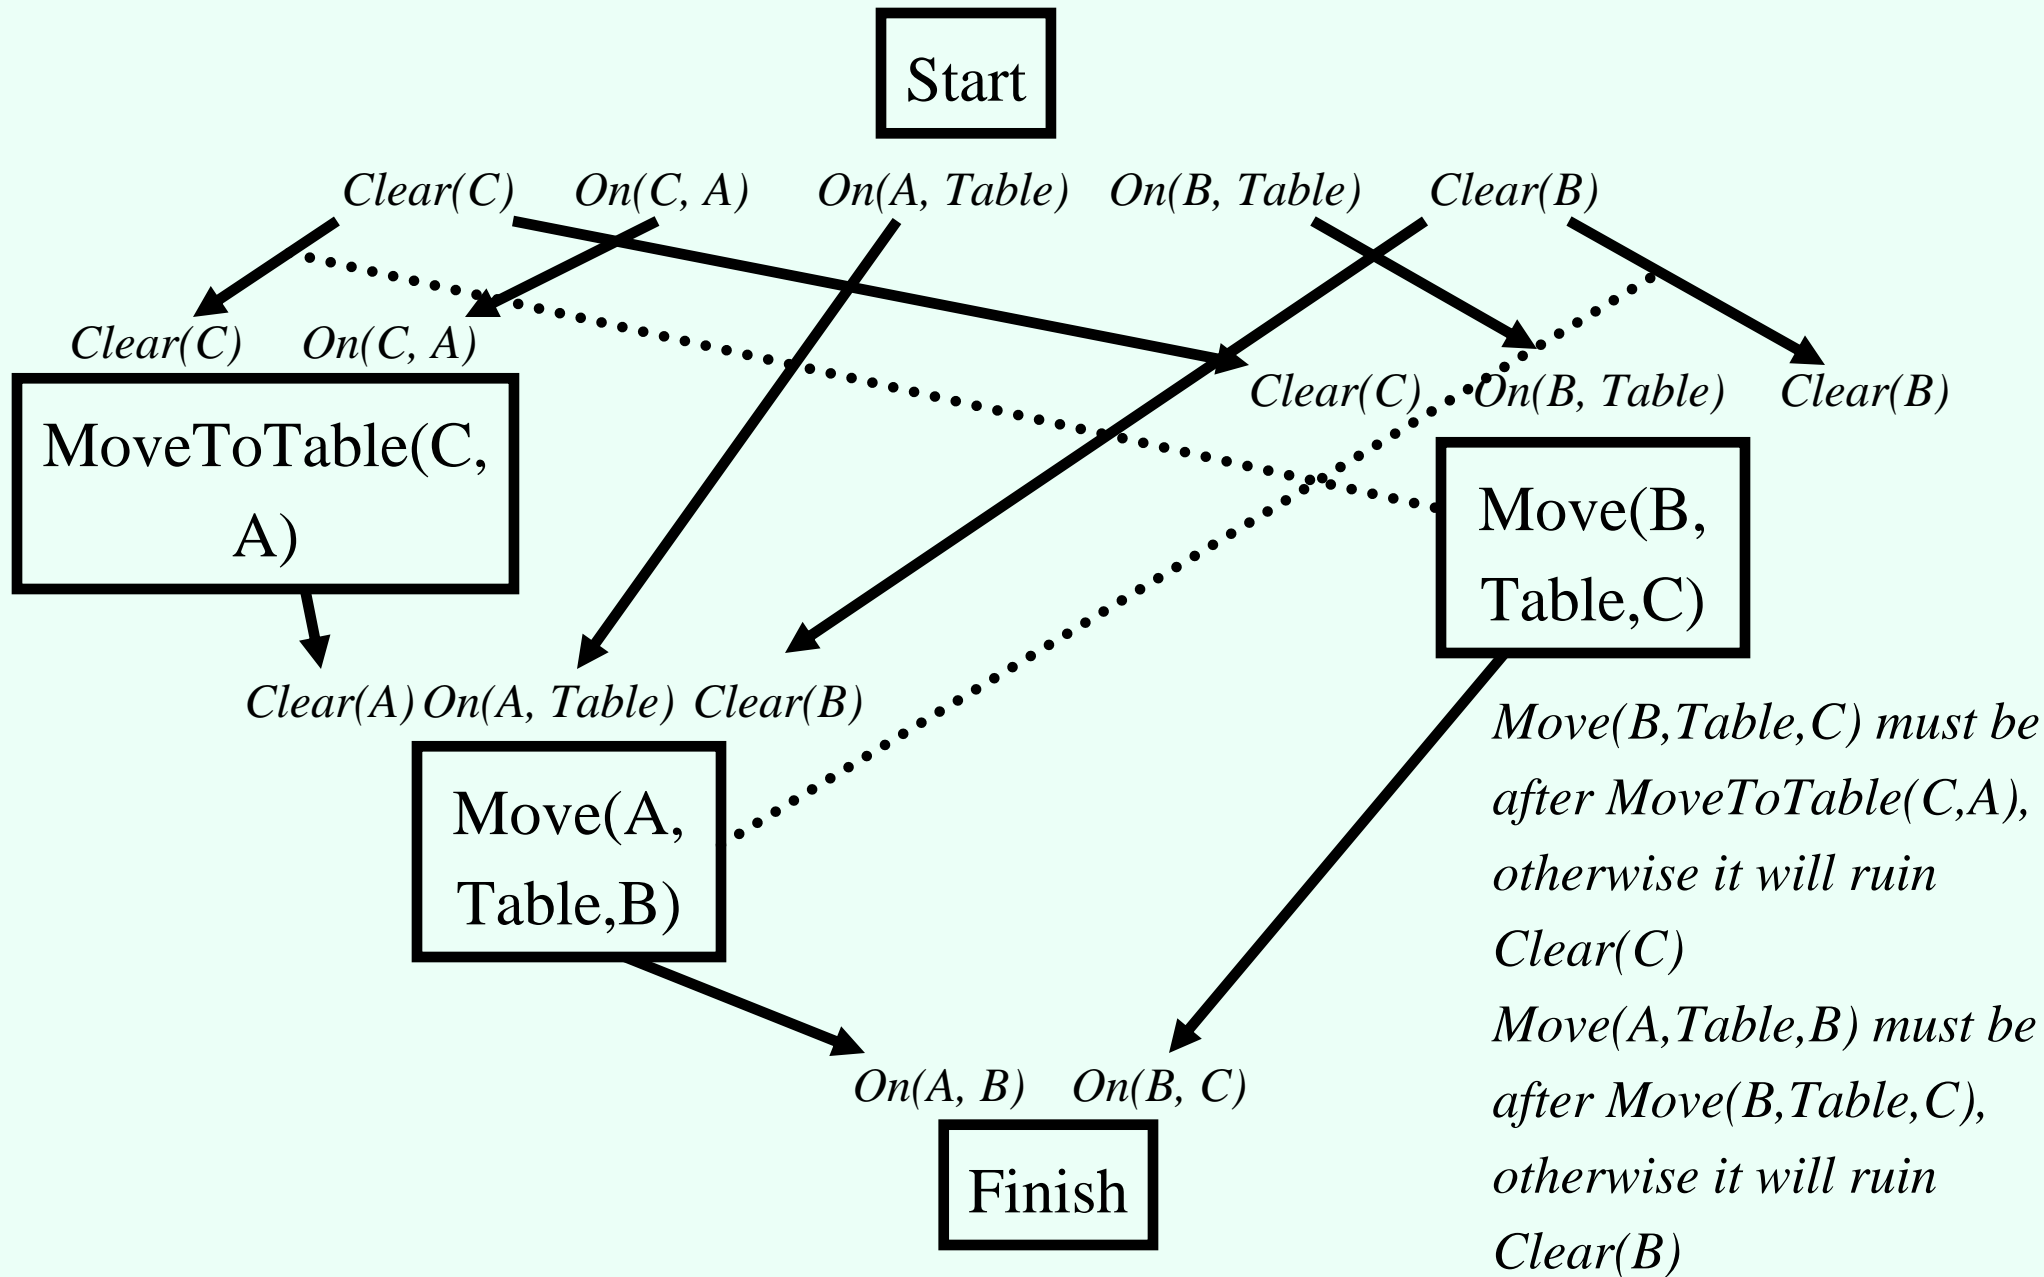 Start
Clear(C) On(C, A) On(A, Table) On(B, Table) Clear(B)
Clear(C) On(C, A)
Clear(C) On(B, Table) Clear(B)
MoveToTable(C,
A)
Move(B,
Table,C)
Clear(A) On(A, Table) Clear(B)
Move(A,
Table,B)
Move(B,Table,C) must be
after MoveToTable(C,A),
otherwise it will ruin
Clear(C)
Move(A,Table,B) must be
after Move(B,Table,C),
otherwise it will ruin
Clear(B)
On(A, B) On(B, C)
Finish